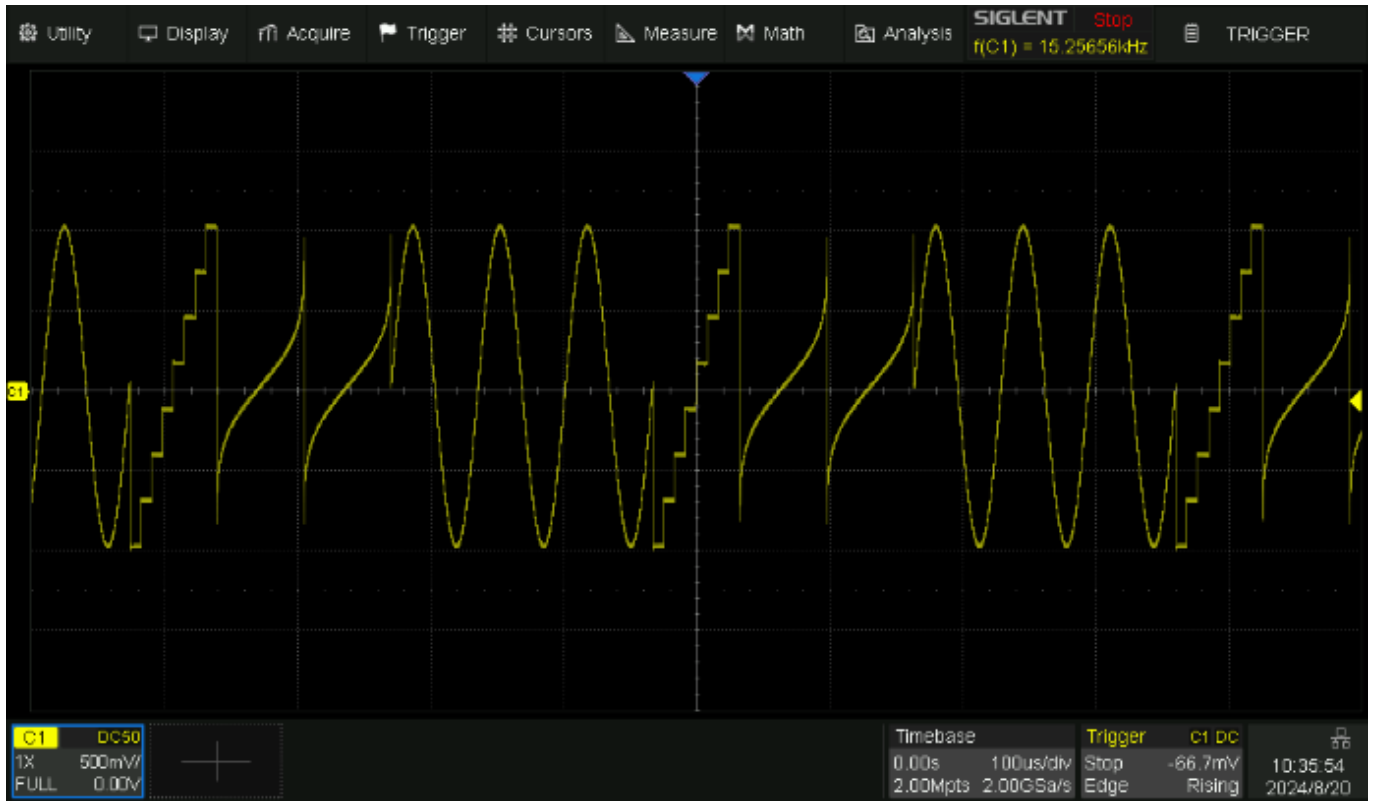 Utility Display Acquire Trigger Cursors Measure Math Analysis SIGLENT Stop TRIGGER
f(C1) = 15.25656kHz
C1
C1 DC50
1X 500mV/
FULL 0.00V
Timebase
0.00s 100us/div
2.00Mpts 2.00GSa/s
Trigger C1 DC
Stop -66.7mV
Edge Rising
10:35:54
2024/8/20